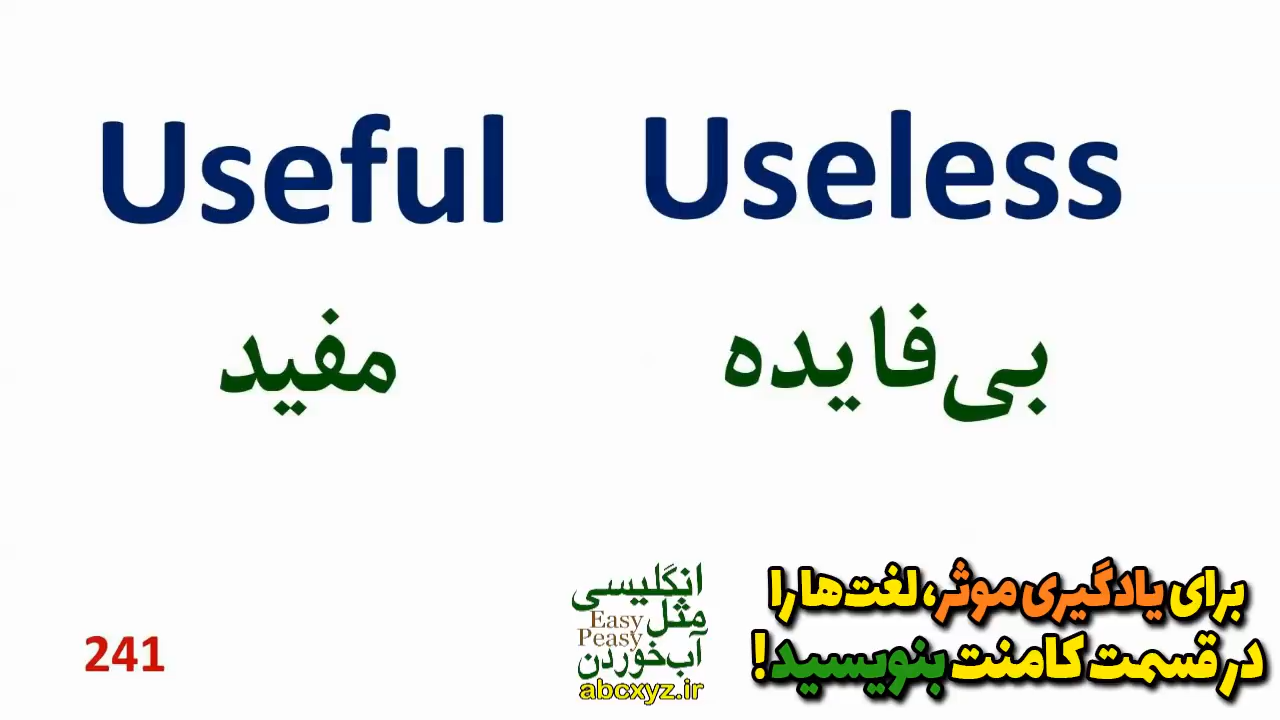 Useful Useless
مفید بی‌فایده
241
انگلیسی
مثل Easy
Peasy
آب‌خوردن
abcxyz.ir
برای یادگیری موثر، لغت‌ها را
در قسمت کامنت بنویسید!